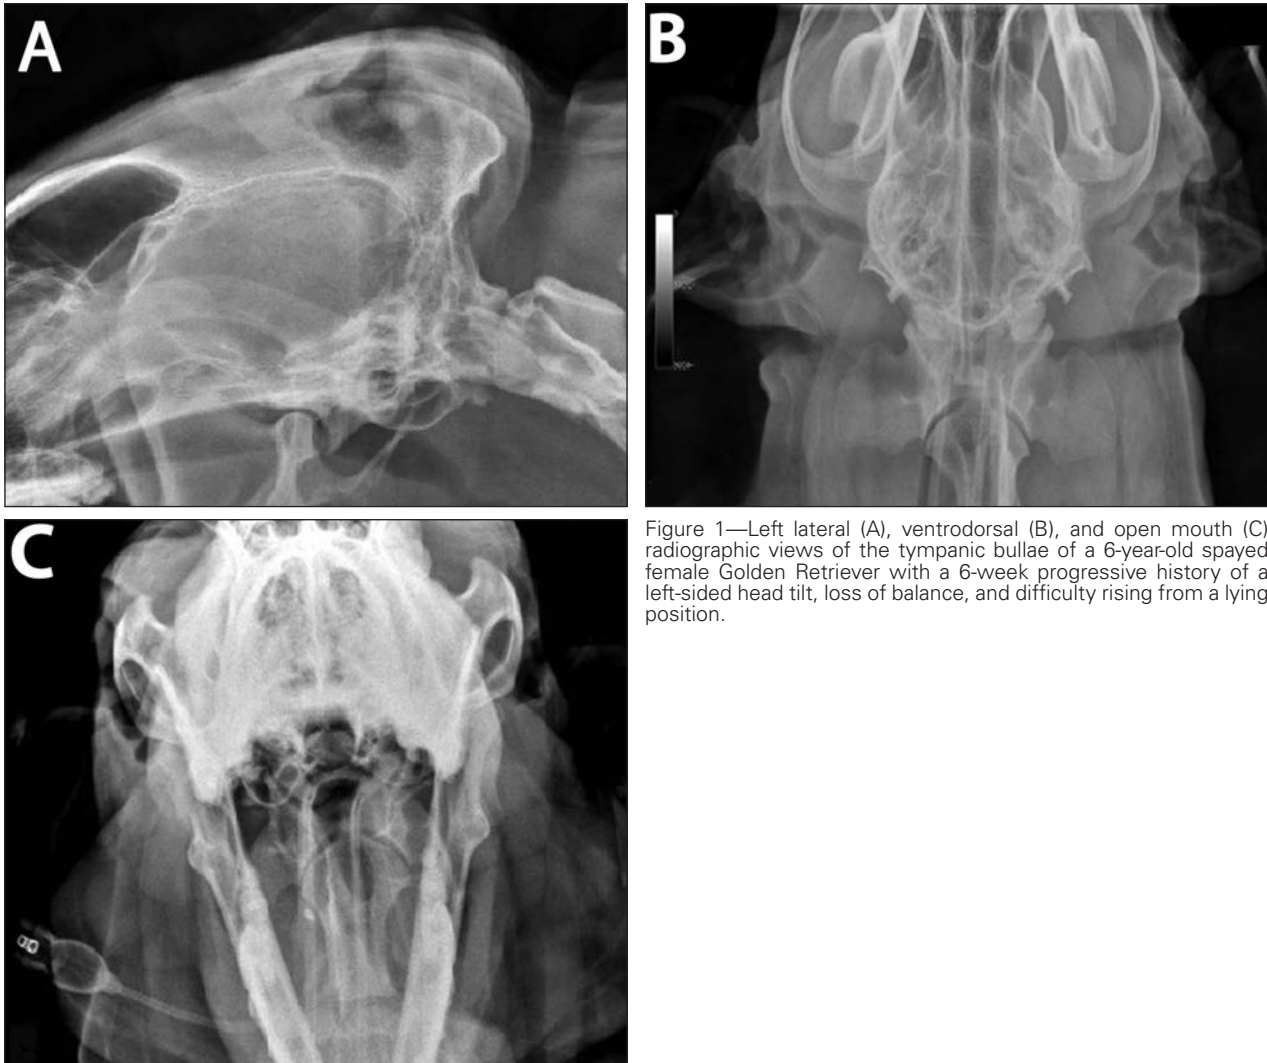 A
B
Figure 1—Left lateral (A), ventrodorsal (B), and open mouth (C)
radiographic views of the tympanic bullae of a 6-year-old spayed
female Golden Retriever with a 6-week progressive history of a
left-sided head tilt, loss of balance, and difficulty rising from a lying
position.
C